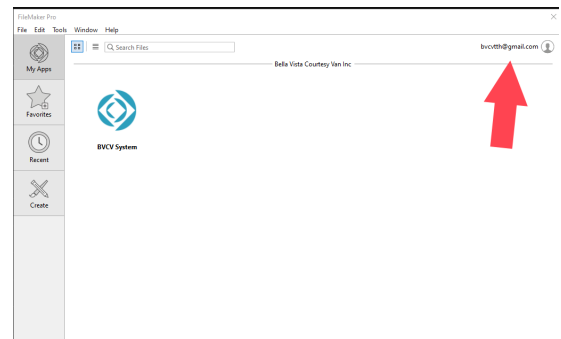 FileMaker Pro
File Edit Tools Window Help
Search Files
bvcvtth@gmail.com
My Apps
Bella Vista Courtesy Van Inc
Favorites
BVCV System
Recent
Create